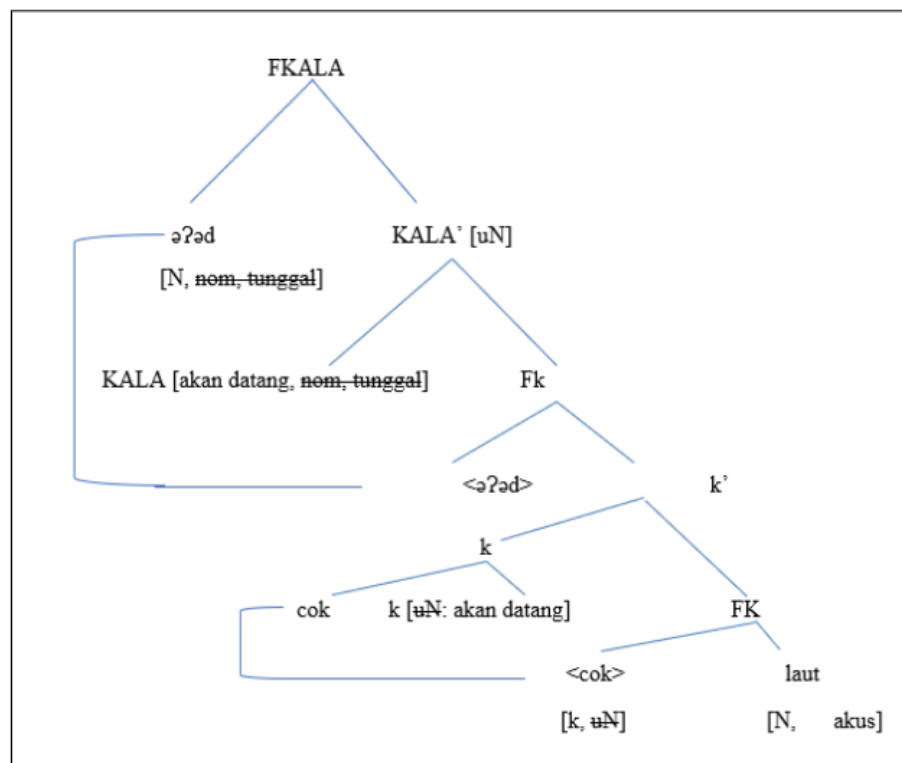 FKALA
əʔəd KALA’ [uN]
[N, nom, tunggal]
KALA [akan datang, nom, tunggal] Fk
<əʔəd> k’
k
cok k [uN: akan datang] FK
<cok> laut
[k, uN] [N, akus]